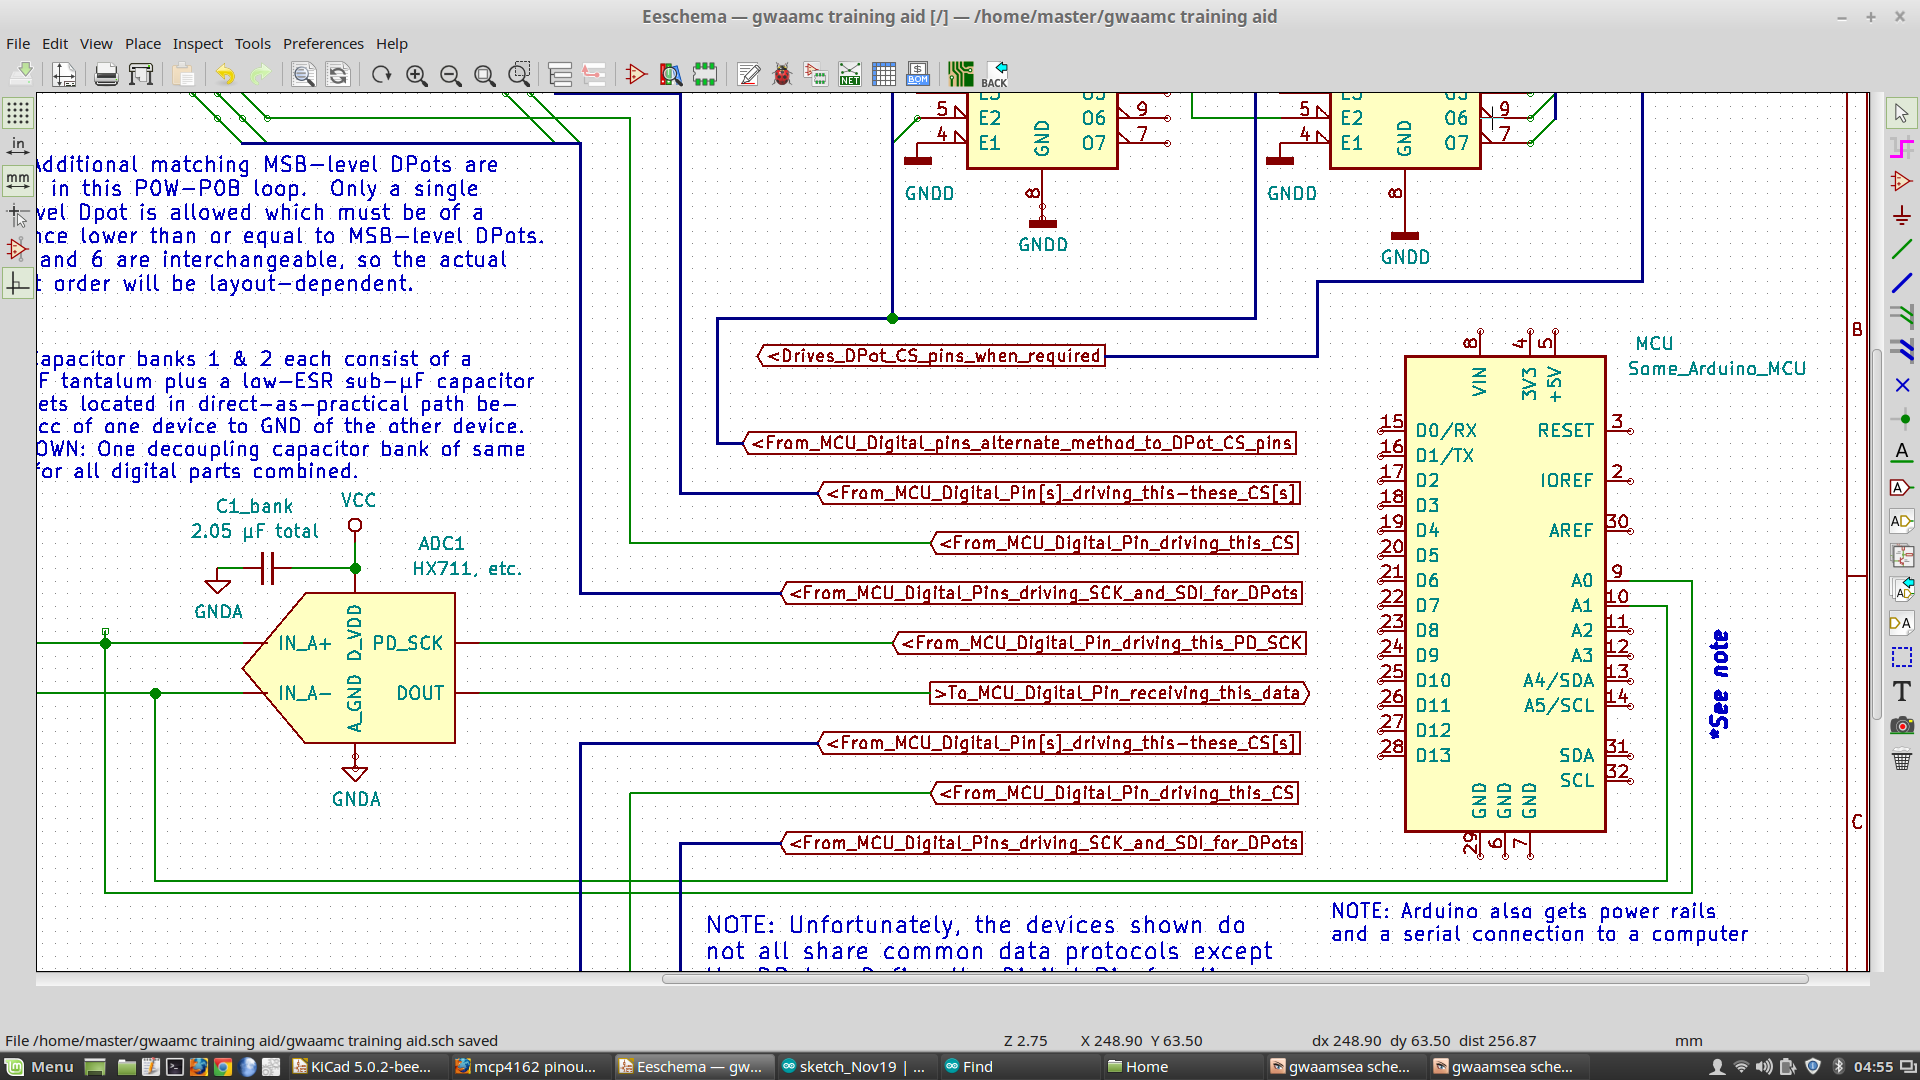 Eeschema — gwaamc training aid [/] — /home/master/gwaamc training aid
File Edit View Place Inspect Tools Preferences Help
NET
BOM
BACK
in
mm
Additional matching MSB-level DPots are
in this POW-POB loop. Only a single
vel Dpot is allowed which must be of a
nce lower than or equal to MSB-level DPots.
and 6 are interchangeable, so the actual
order will be layout-dependent.
apacitor banks 1 & 2 each consist of a
F tantalum plus a low-ESR sub-µF capacitor
ets located in direct-as-practical path be-
cc of one device to GND of the other device.
OWN: One decoupling capacitor bank of same
for all digital parts combined.
C1_bank
2.05 µF total
VCC
GNDA
ADC1
HX711, etc.
IN_A+
IN_A-
D_VDD
A_GND
PD_SCK
DOUT
GNDA
5 E2 O6 9
4 E1 O7 7
GND
8
GNDD
GNDD
5 E2 O6 9
4 E1 O7 7
GND
8
GNDD
GNDD
<Drives_DPot_CS_pins_when_required
<From_MCU_Digital_pins_alternate_method_to_DPot_CS_pins
<From_MCU_Digital_Pin[s]_driving_this-these_CS[s]
<From_MCU_Digital_Pin_driving_this_CS
<From_MCU_Digital_Pins_driving_SCK_and_SDI_for_DPots
<From_MCU_Digital_Pin_driving_this_PD_SCK
>To_MCU_Digital_Pin_receiving_this_data
<From_MCU_Digital_Pin[s]_driving_this-these_CS[s]
<From_MCU_Digital_Pin_driving_this_CS
<From_MCU_Digital_Pins_driving_SCK_and_SDI_for_DPots
MCU
Some_Arduino_MCU
8 4 5
VIN 3V3 +5V
15 D0/RX
16 D1/TX
17 D2
18 D3
19 D4
20 D5
21 D6
22 D7
23 D8
24 D9
25 D10
26 D11
27 D12
28 D13
RESET 3
IOREF 2
AREF 30
A0 9
A1 10
A2 11
A3 12
A4/SDA 13
A5/SCL 14
SDA 31
SCL 32
GND GND GND
29 6 7
*See note
B
C
NOTE: Unfortunately, the devices shown do
not all share common data protocols except
NOTE: Arduino also gets power rails
and a serial connection to a computer
File /home/master/gwaamc training aid/gwaamc training aid.sch saved
Z 2.75 X 248.90 Y 63.50 dx 248.90 dy 63.50 dist 256.87 mm
Menu
KiCad 5.0.2-bee...
mcp4162 pinou...
Eeschema — gw...
sketch_Nov19 | ...
Find
Home
gwaamsea sche...
gwaamsea sche...
04:55